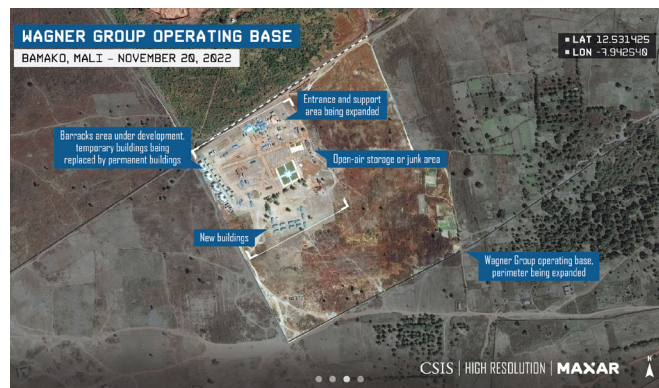 WAGNER GROUP OPERATING BASE
BAMAKO, MALI – NOVEMBER 20, 2022
LAT 12.531425
LON -7.942540
Entrance and support
area being expanded
Barracks area under development,
temporary buildings being
replaced by permanent buildings
Open-air storage or junk area
New buildings
Wagner Group operating base,
perimeter being expanded
CSIS | HIGH RESOLUTION | MAXAR
N